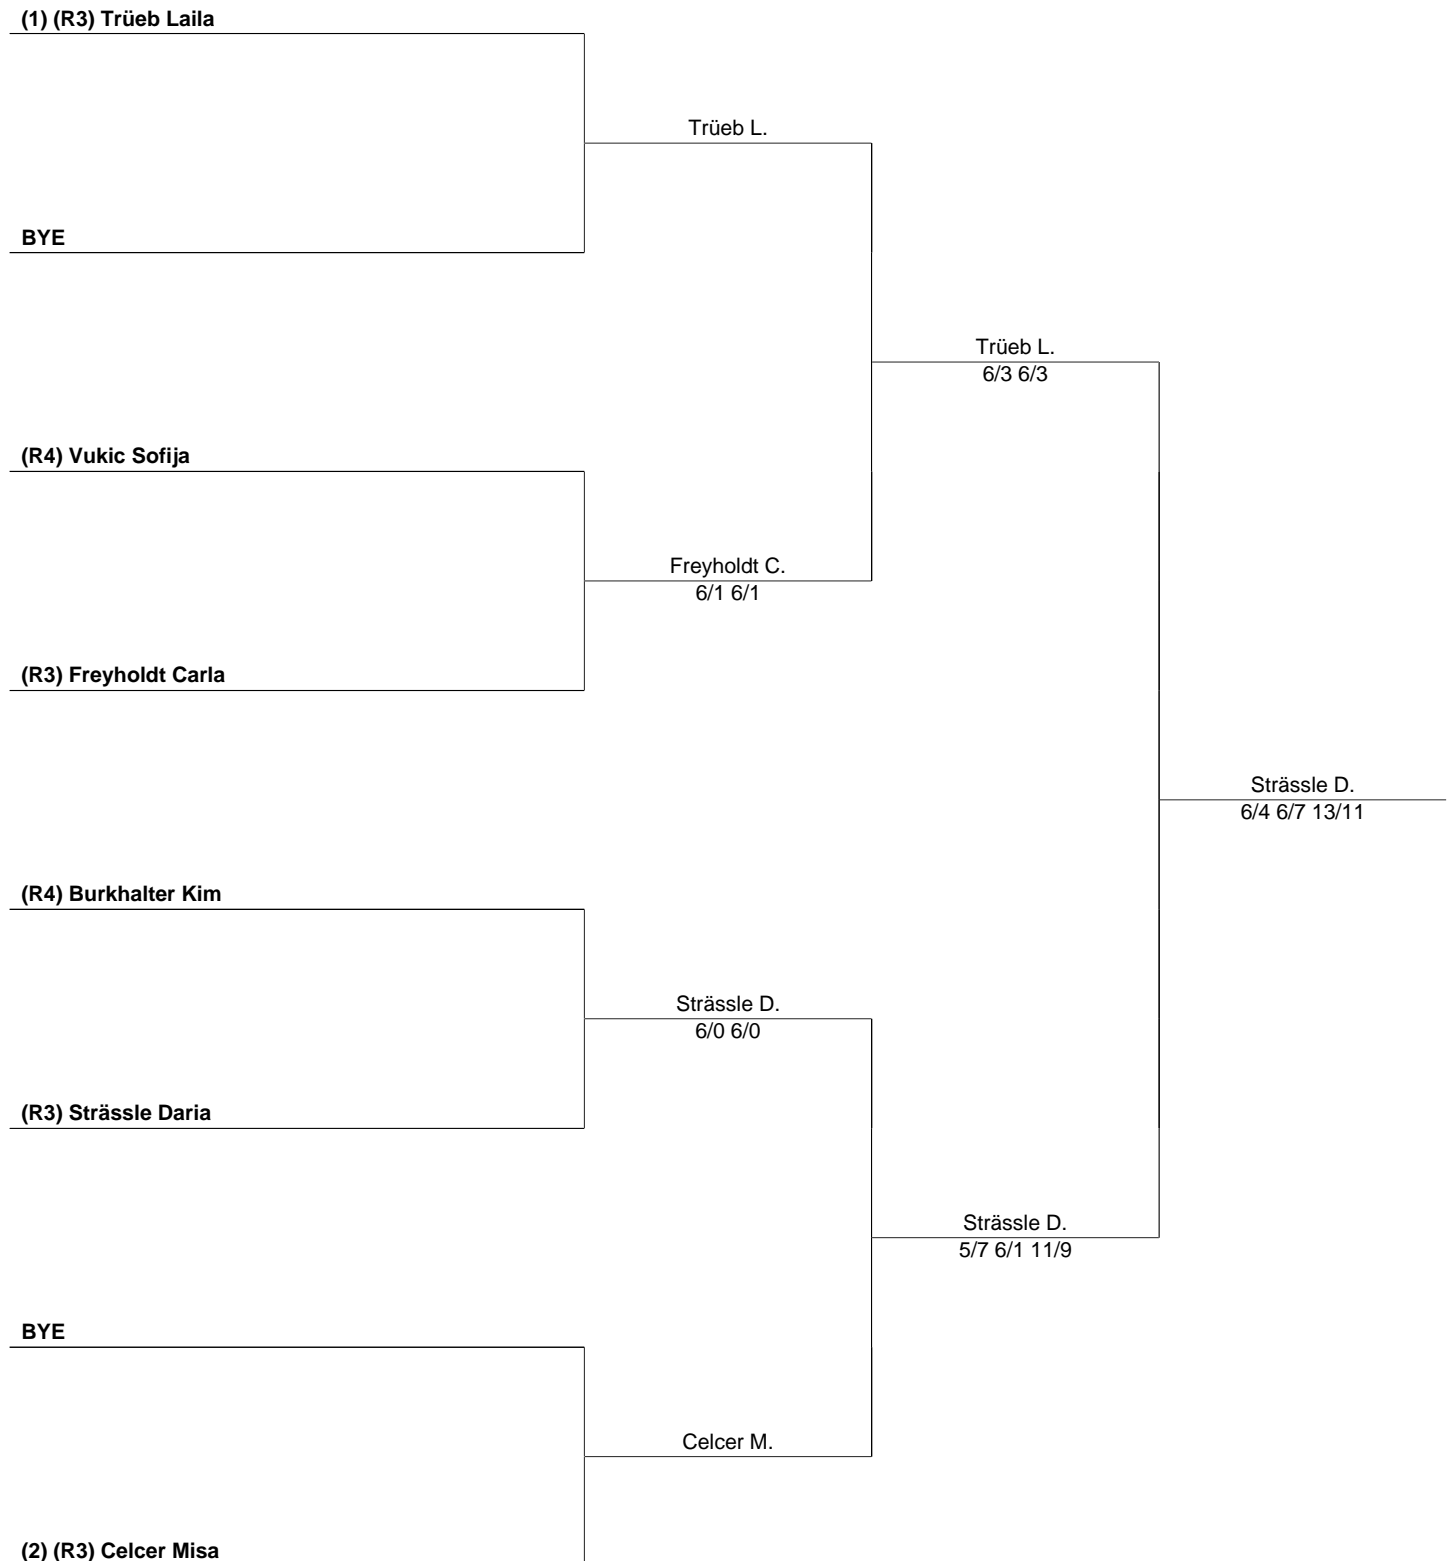 (1) (R3) Trüeb Laila
Trüeb L.
BYE
Trüeb L.
6/3 6/3
(R4) Vukic Sofija
Freyholdt C.
6/1 6/1
(R3) Freyholdt Carla
Strässle D.
6/4 6/7 13/11
(R4) Burkhalter Kim
Strässle D.
6/0 6/0
(R3) Strässle Daria
Strässle D.
5/7 6/1 11/9
BYE
Celcer M.
(2) (R3) Celcer Misa